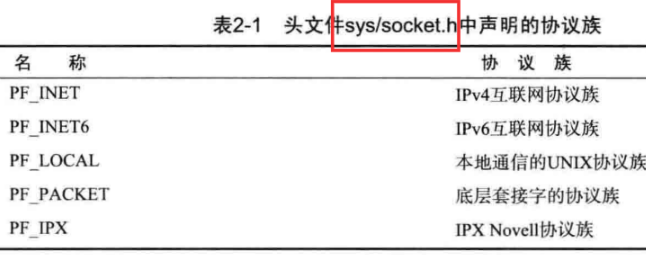 表2-1 头文件sys/socket.h中声明的协议族
名 称 协 议 族
PF_INET IPv4互联网协议族
PF_INET6 IPv6互联网协议族
PF_LOCAL 本地通信的UNIX协议族
PF_PACKET 底层套接字的协议族
PF_IPX IPX Novell协议族